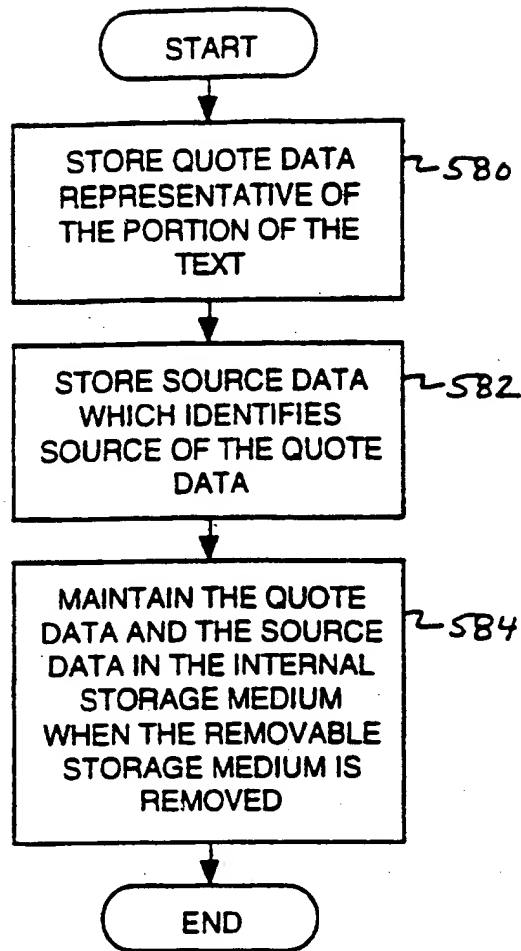 START
STORE QUOTE DATA
REPRESENTATIVE OF
THE PORTION OF THE
TEXT
580
STORE SOURCE DATA
WHICH IDENTIFIES
SOURCE OF THE QUOTE
DATA
582
MAINTAIN THE QUOTE
DATA AND THE SOURCE
DATA IN THE INTERNAL
STORAGE MEDIUM
WHEN THE REMOVABLE
STORAGE MEDIUM IS
REMOVED
584
END